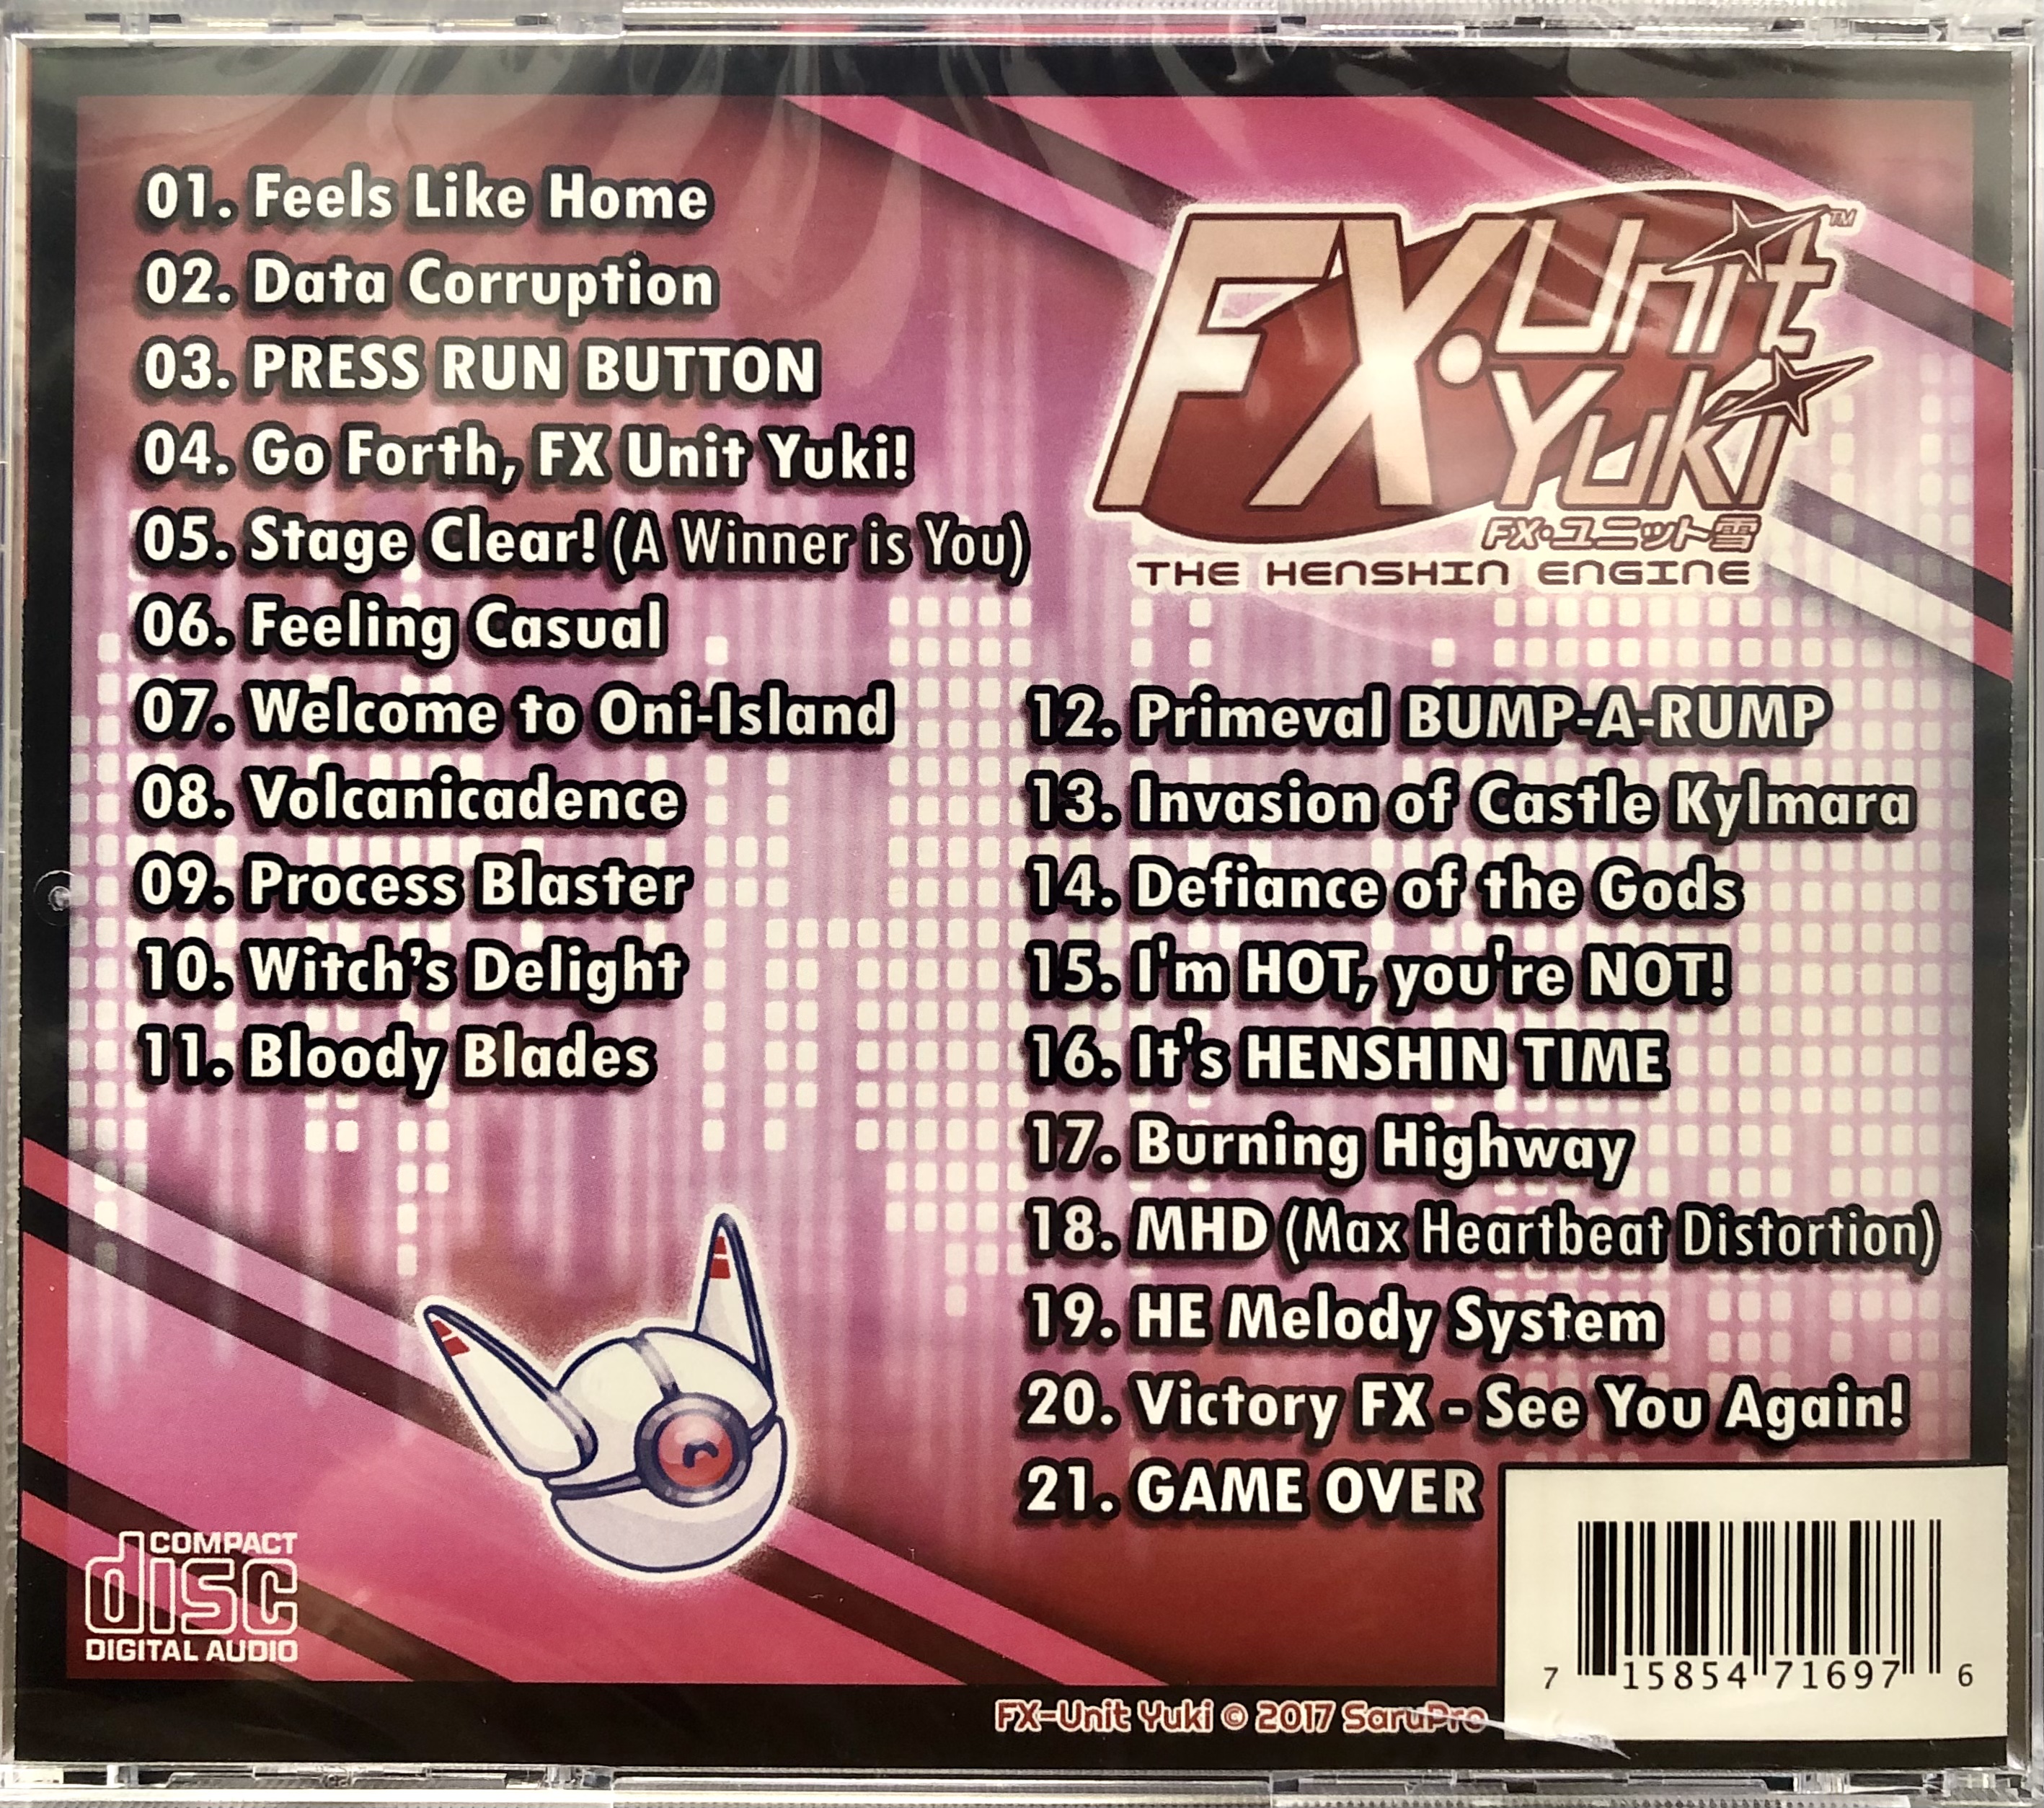 01. Feels Like Home
02. Data Corruption
03. PRESS RUN BUTTON
04. Go Forth, FX Unit Yuki!
05. Stage Clear! (A Winner is You)
06. Feeling Casual
07. Welcome to Oni-Island
08. Volcanicadence
09. Process Blaster
10. Witch’s Delight
11. Bloody Blades
FX•Unit Yuki™
FX•ユニット雪
THE HENSHIN ENGINE
12. Primeval BUMP-A-RUMP
13. Invasion of Castle Kylmara
14. Defiance of the Gods
15. I'm HOT, you're NOT!
16. It's HENSHIN TIME
17. Burning Highway
18. MHD (Max Heartbeat Distortion)
19. HE Melody System
20. Victory FX - See You Again!
21. GAME OVER
COMPACT
disc
DIGITAL AUDIO
FX-Unit Yuki © 2017 SaruPro
7 15854 71697 6